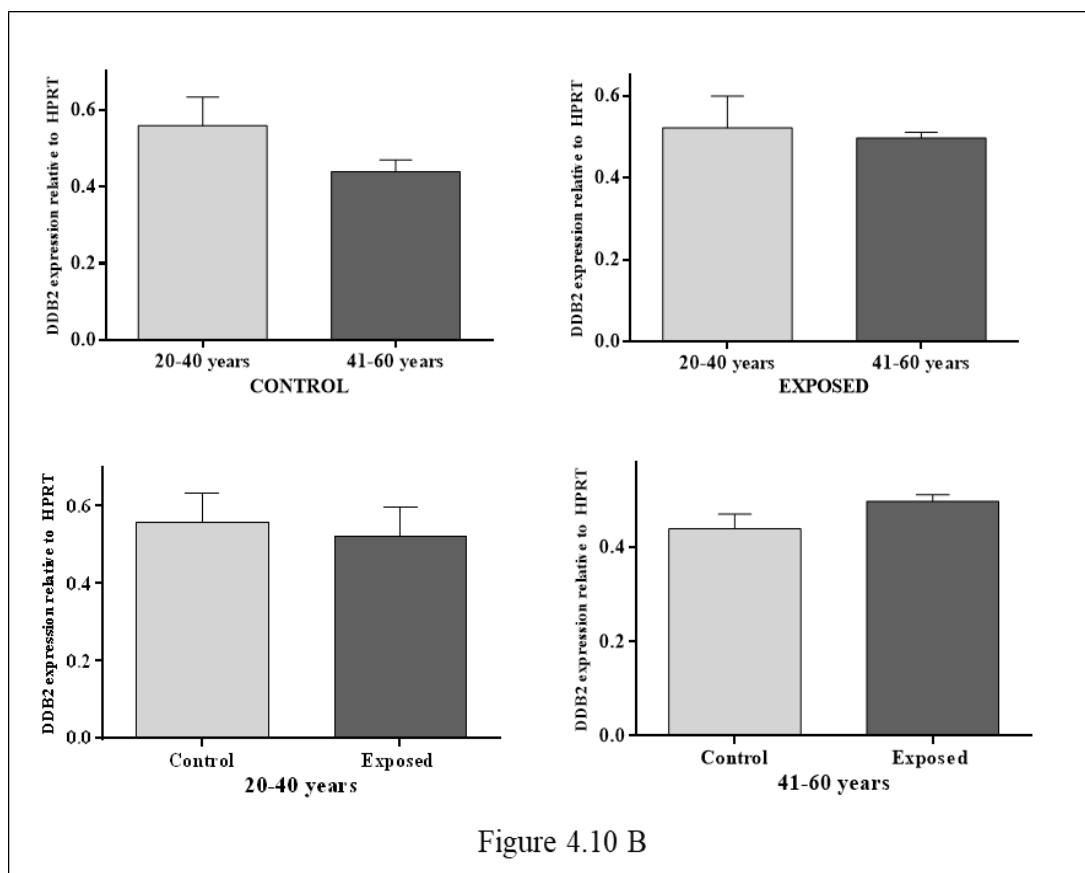 DDB2 expression relative to HPRT
0.6
0.4
0.2
0.0
20-40 years 41-60 years
CONTROL
DDB2 expression relative to HPRT
0.6
0.4
0.2
0.0
20-40 years 41-60 years
EXPOSED
DDB2 expression relative to HPRT
0.6
0.4
0.2
0.0
Control Exposed
20-40 years
DDB2 expression relative to HPRT
0.4
0.2
0.0
Control Exposed
41-60 years
Figure 4.10 B